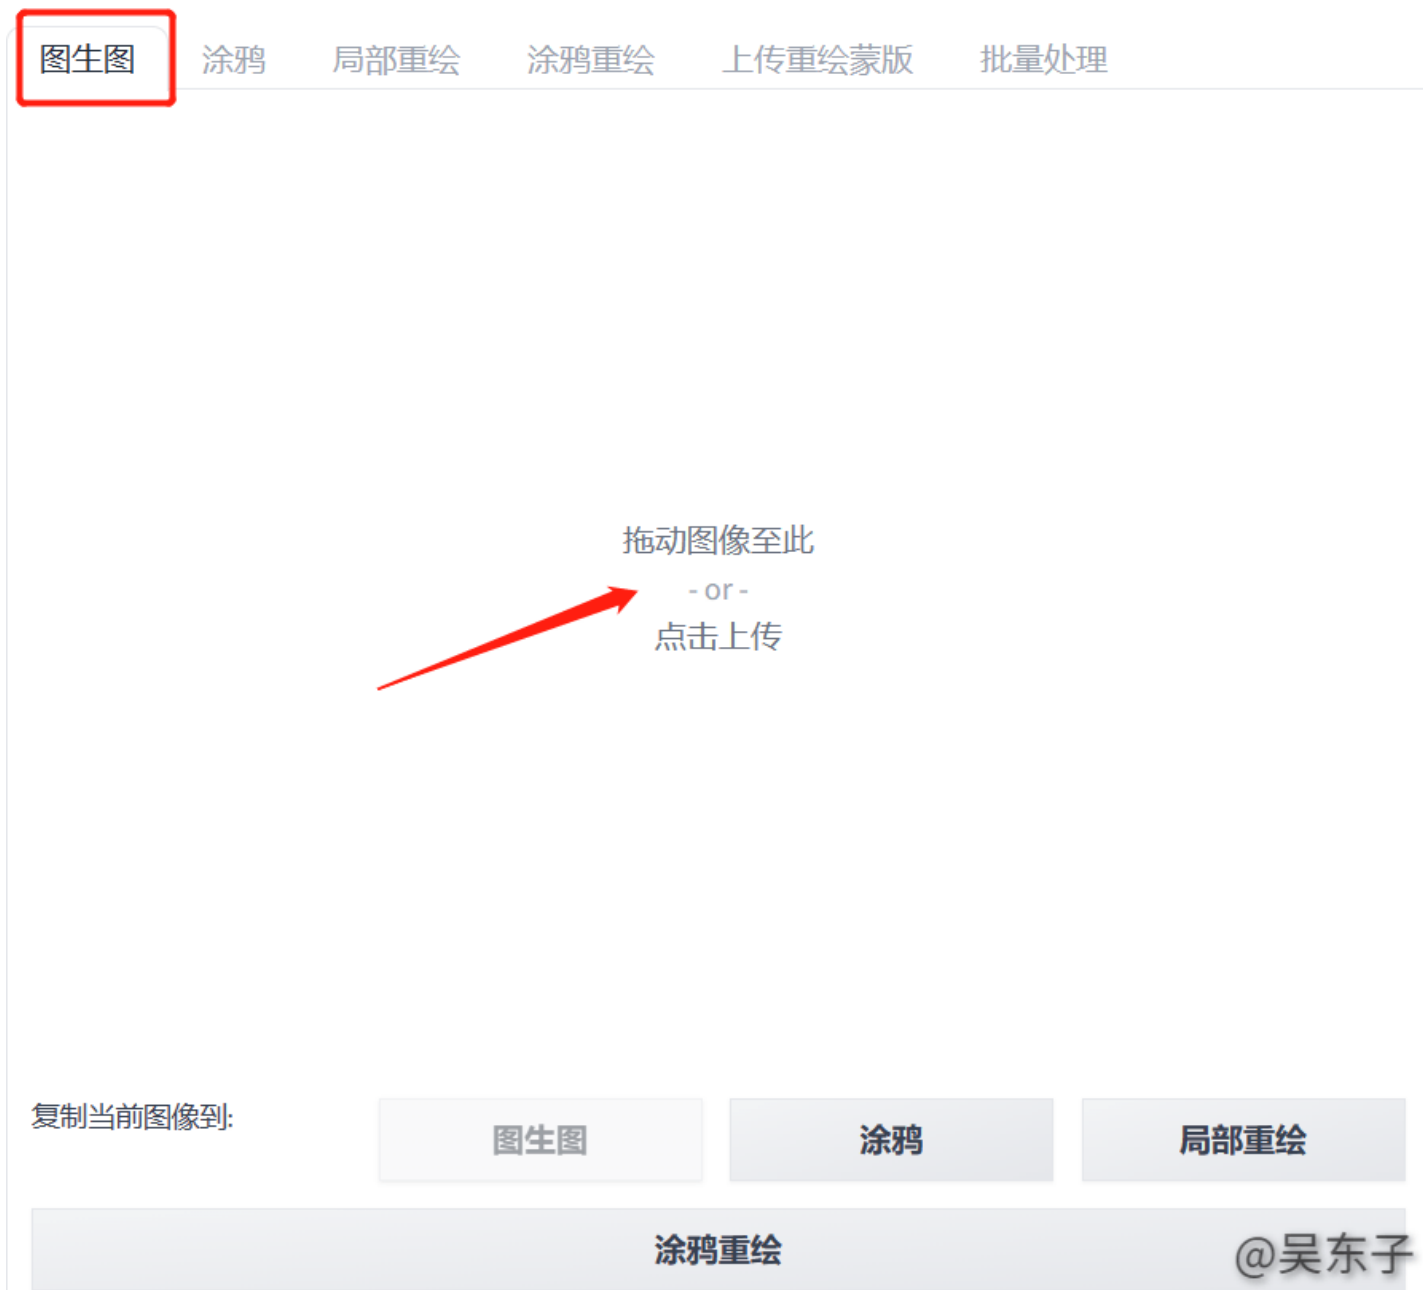 图生图 涂鸦 局部重绘 涂鸦重绘 上传重绘蒙版 批量处理
拖动图像至此
- or -
点击上传
复制当前图像到: 图生图 涂鸦 局部重绘
涂鸦重绘
@吴东子